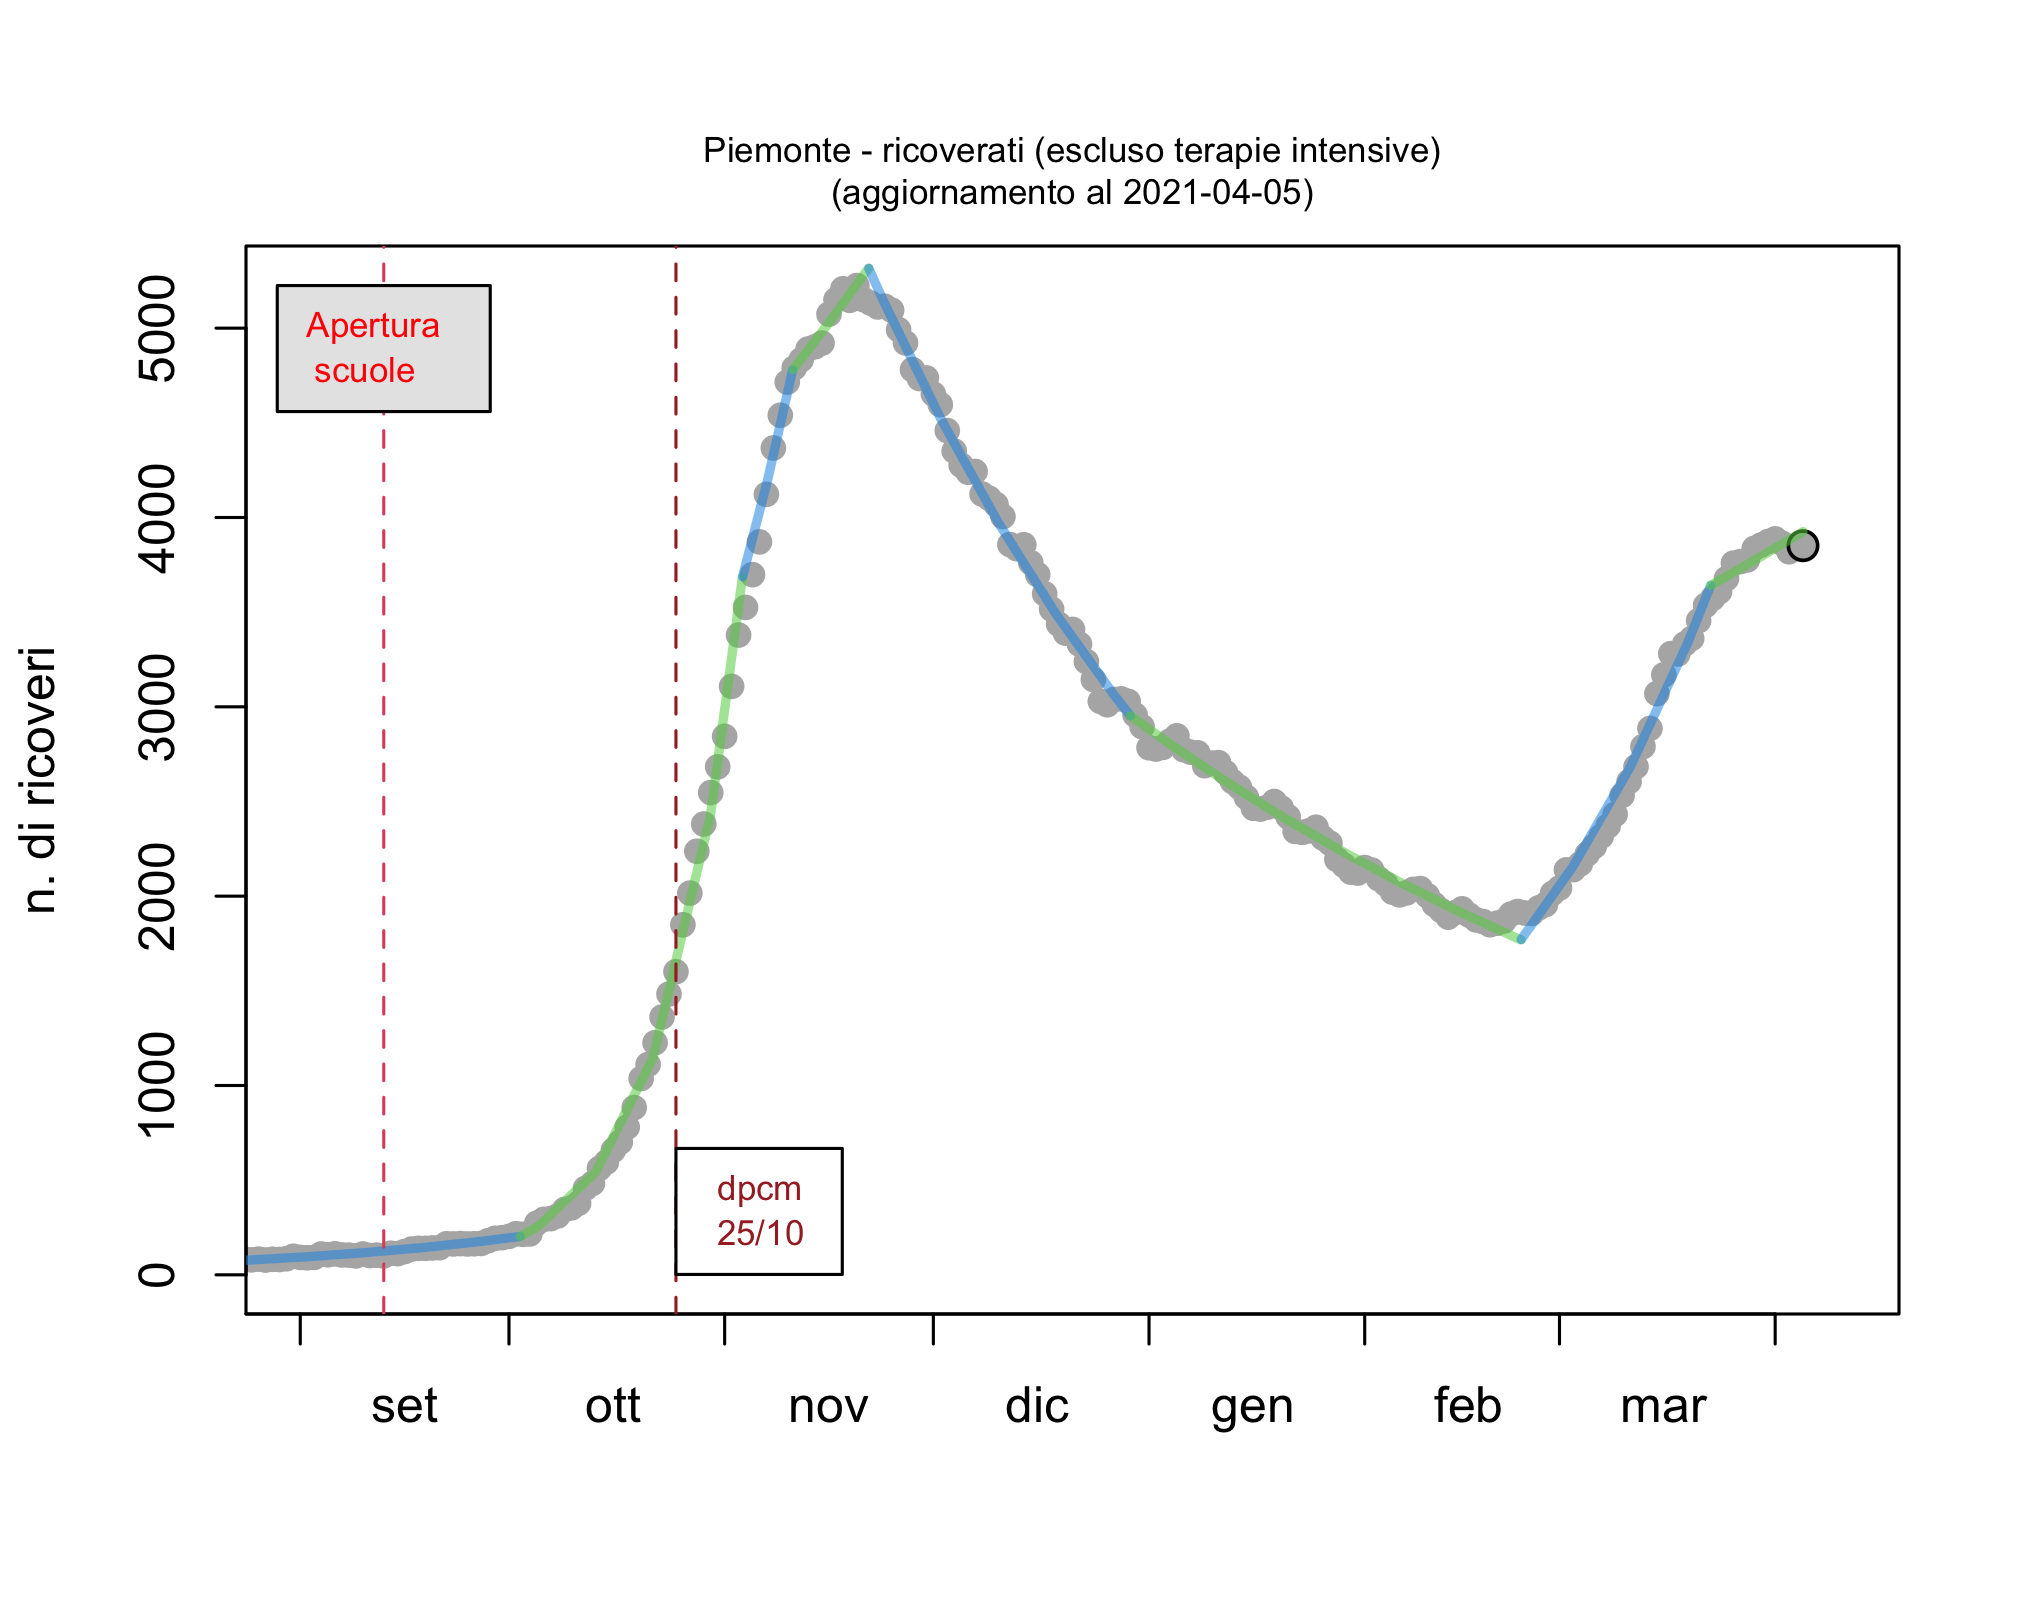 Piemonte - ricoverati (escluso terapie intensive)
(aggiornamento al 2021-04-05)
n. di ricoveri
5000
4000
3000
2000
1000
0
Apertura
scuole
dpcm
25/10
set ott nov dic gen feb mar